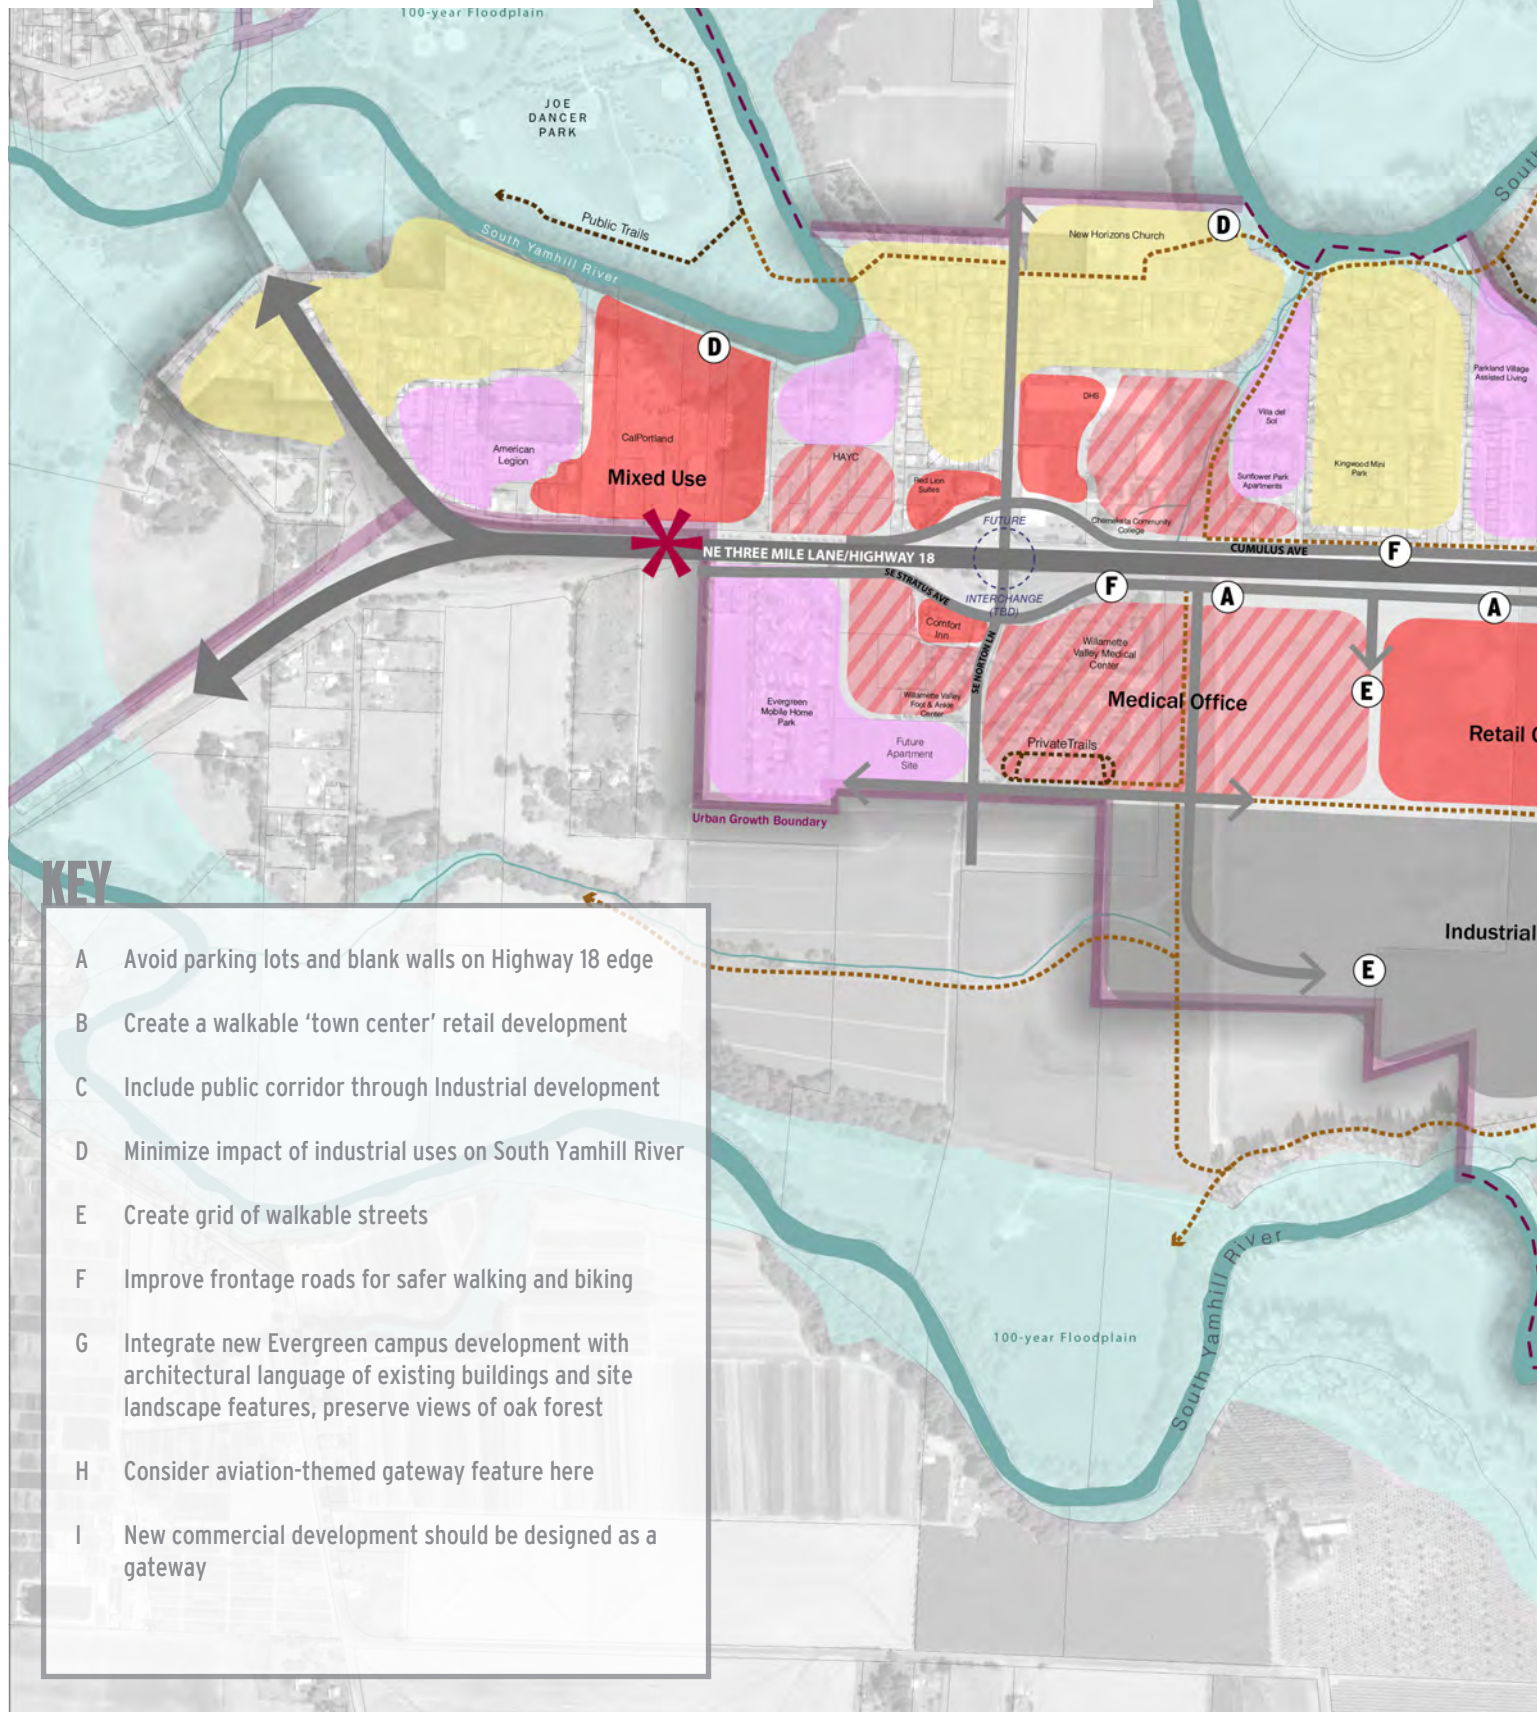 100-year Floodplain
JOE
DANCER
PARK
Public Trails
South Yamhill River
South
New Horizons Church
D
D
CalPortland
Mixed Use
American
Legion
HAYC
Red Lion
Suites
DHS
Villa del
Sol
Sunflower Park
Apartments
Kingwood Mini
Park
Parkland Village
Assisted Living
Chemeketa Community
College
FUTURE
INTERCHANGE
(TBD)
NE THREE MILE LANE/HIGHWAY 18
CUMULUS AVE
F
SE STRATUS AVE
F
A
A
Comfort
Inn
SE NORTON LN
Willamette
Valley Medical
Center
Medical Office
E
Evergreen
Mobile Home
Park
Willamette Valley
Foot & Ankle
Center
Future
Apartment
Site
Private Trails
Retail
Urban Growth Boundary
Industrial
E
100-year Floodplain
South Yamhill River
KEY
A Avoid parking lots and blank walls on Highway 18 edge
B Create a walkable ‘town center’ retail development
C Include public corridor through Industrial development
D Minimize impact of industrial uses on South Yamhill River
E Create grid of walkable streets
F Improve frontage roads for safer walking and biking
G Integrate new Evergreen campus development with
architectural language of existing buildings and site
landscape features, preserve views of oak forest
H Consider aviation-themed gateway feature here
I New commercial development should be designed as a
gateway